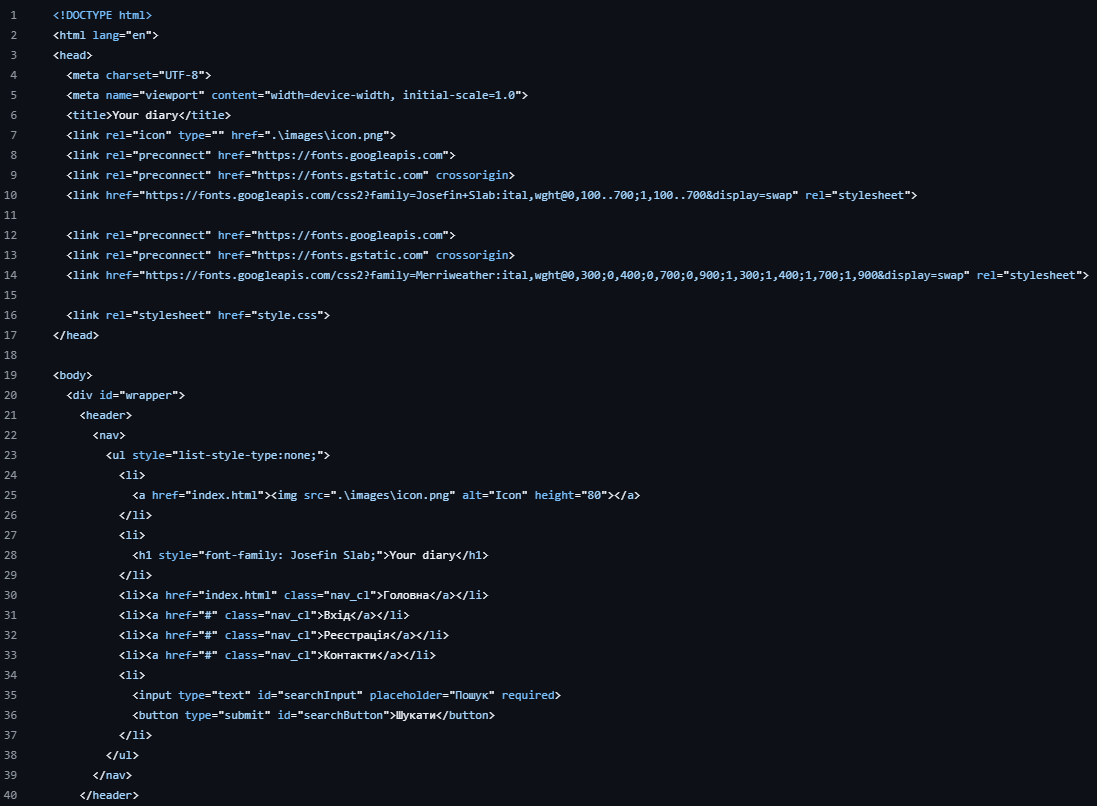 1 <!DOCTYPE html>
2 <html lang="en">
3 <head>
4 <meta charset="UTF-8">
5 <meta name="viewport" content="width=device-width, initial-scale=1.0">
6 <title>Your diary</title>
7 <link rel="icon" type="" href=".\images\icon.png">
8 <link rel="preconnect" href="https://fonts.googleapis.com">
9 <link rel="preconnect" href="https://fonts.gstatic.com" crossorigin>
10 <link href="https://fonts.googleapis.com/css2?family=Josefin+Slab:ital,wght@0,100..700;1,100..700&display=swap" rel="stylesheet">
11
12 <link rel="preconnect" href="https://fonts.googleapis.com">
13 <link rel="preconnect" href="https://fonts.gstatic.com" crossorigin>
14 <link href="https://fonts.googleapis.com/css2?family=Merriweather:ital,wght@0,300;0,400;0,700;0,900;1,300;1,400;1,700;1,900&display=swap" rel="stylesheet">
15
16 <link rel="stylesheet" href="style.css">
17 </head>
18
19 <body>
20 <div id="wrapper">
21 <header>
22 <nav>
23 <ul style="list-style-type:none;">
24 <li>
25 <a href="index.html"><img src=".\images\icon.png" alt="Icon" height="80"></a>
26 </li>
27 <li>
28 <h1 style="font-family: Josefin Slab;">Your diary</h1>
29 </li>
30 <li><a href="index.html" class="nav_cl">Головна</a></li>
31 <li><a href="#" class="nav_cl">Вхід</a></li>
32 <li><a href="#" class="nav_cl">Реєстрація</a></li>
33 <li><a href="#" class="nav_cl">Контакти</a></li>
34 <li>
35 <input type="text" id="searchInput" placeholder="Пошук" required>
36 <button type="submit" id="searchButton">Шукати</button>
37 </li>
38 </ul>
39 </nav>
40 </header>